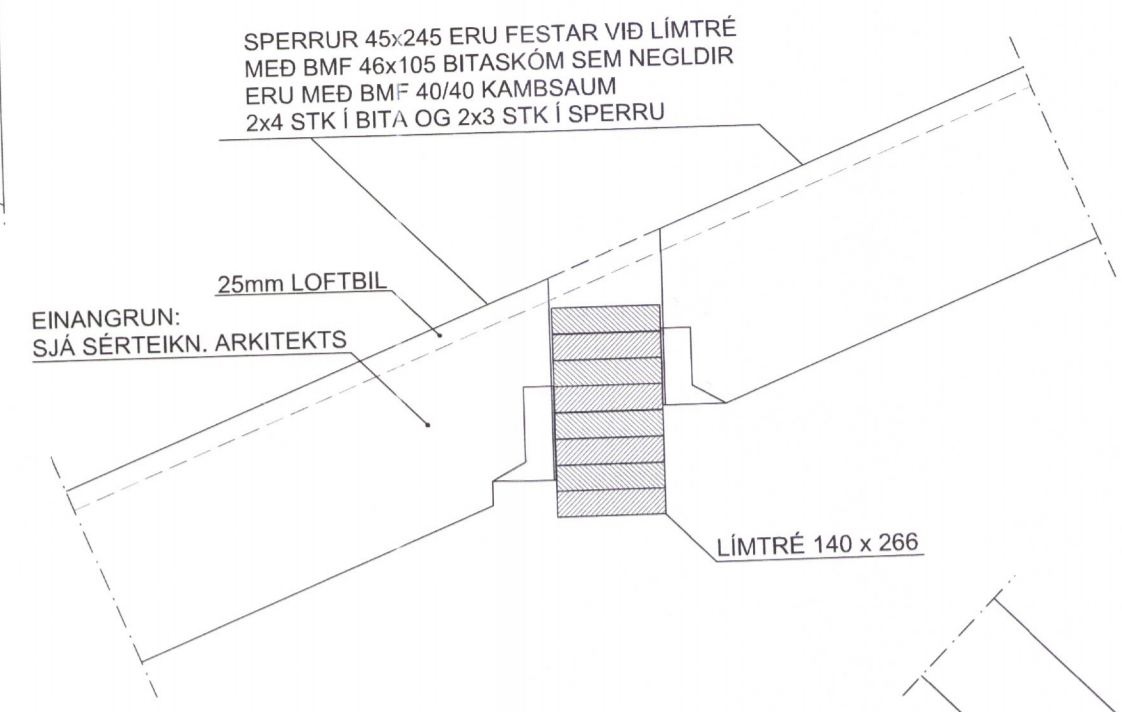 SPERRUR 45x245 ERU FESTAR VIÐ LÍMTRÉ
MEÐ BMF 46x105 BITASKÓM SEM NEGLDIR
ERU MEÐ BMF 40/40 KAMBSAUM
2x4 STK Í BITA OG 2x3 STK Í SPERRU
25mm LOFTBIL
EINANGRUN:
SJÁ SÉRTEIKN. ARKITEKTS
LÍMTRÉ 140 x 266